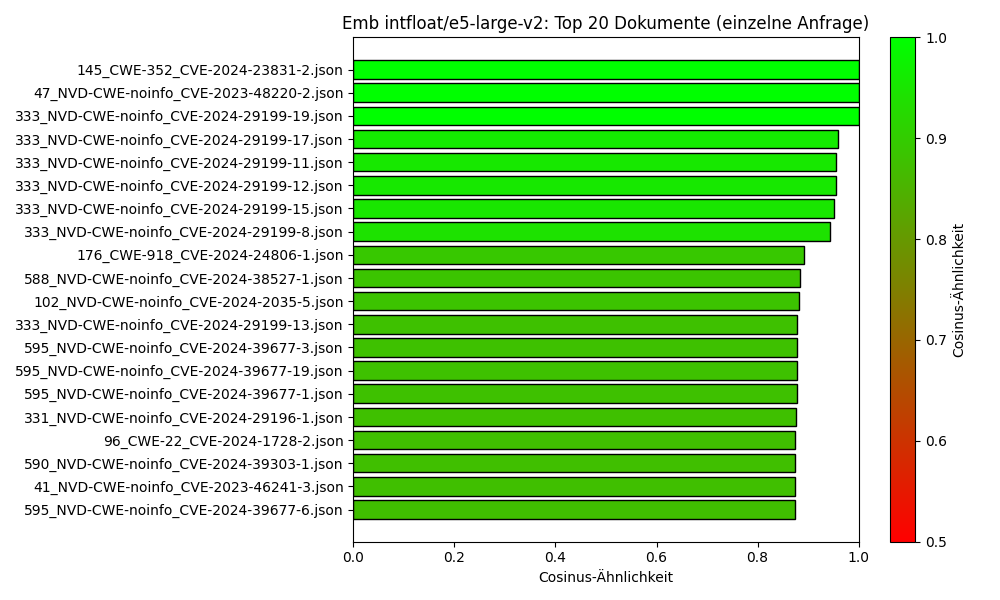 Emb intfloat/e5-large-v2: Top 20 Dokumente (einzelne Anfrage)
145_CWE-352_CVE-2024-23831-2.json
47_NVD-CWE-noinfo_CVE-2023-48220-2.json
333_NVD-CWE-noinfo_CVE-2024-29199-19.json
333_NVD-CWE-noinfo_CVE-2024-29199-17.json
333_NVD-CWE-noinfo_CVE-2024-29199-11.json
333_NVD-CWE-noinfo_CVE-2024-29199-12.json
333_NVD-CWE-noinfo_CVE-2024-29199-15.json
333_NVD-CWE-noinfo_CVE-2024-29199-8.json
176_CWE-918_CVE-2024-24806-1.json
588_NVD-CWE-noinfo_CVE-2024-38527-1.json
102_NVD-CWE-noinfo_CVE-2024-2035-5.json
333_NVD-CWE-noinfo_CVE-2024-29199-13.json
595_NVD-CWE-noinfo_CVE-2024-39677-3.json
595_NVD-CWE-noinfo_CVE-2024-39677-19.json
595_NVD-CWE-noinfo_CVE-2024-39677-1.json
331_NVD-CWE-noinfo_CVE-2024-29196-1.json
96_CWE-22_CVE-2024-1728-2.json
590_NVD-CWE-noinfo_CVE-2024-39303-1.json
41_NVD-CWE-noinfo_CVE-2023-46241-3.json
595_NVD-CWE-noinfo_CVE-2024-39677-6.json
0.0 0.2 0.4 0.6 0.8 1.0
Cosinus-Ähnlichkeit
1.0
0.9
0.8
0.7
0.6
0.5
Cosinus-Ähnlichkeit